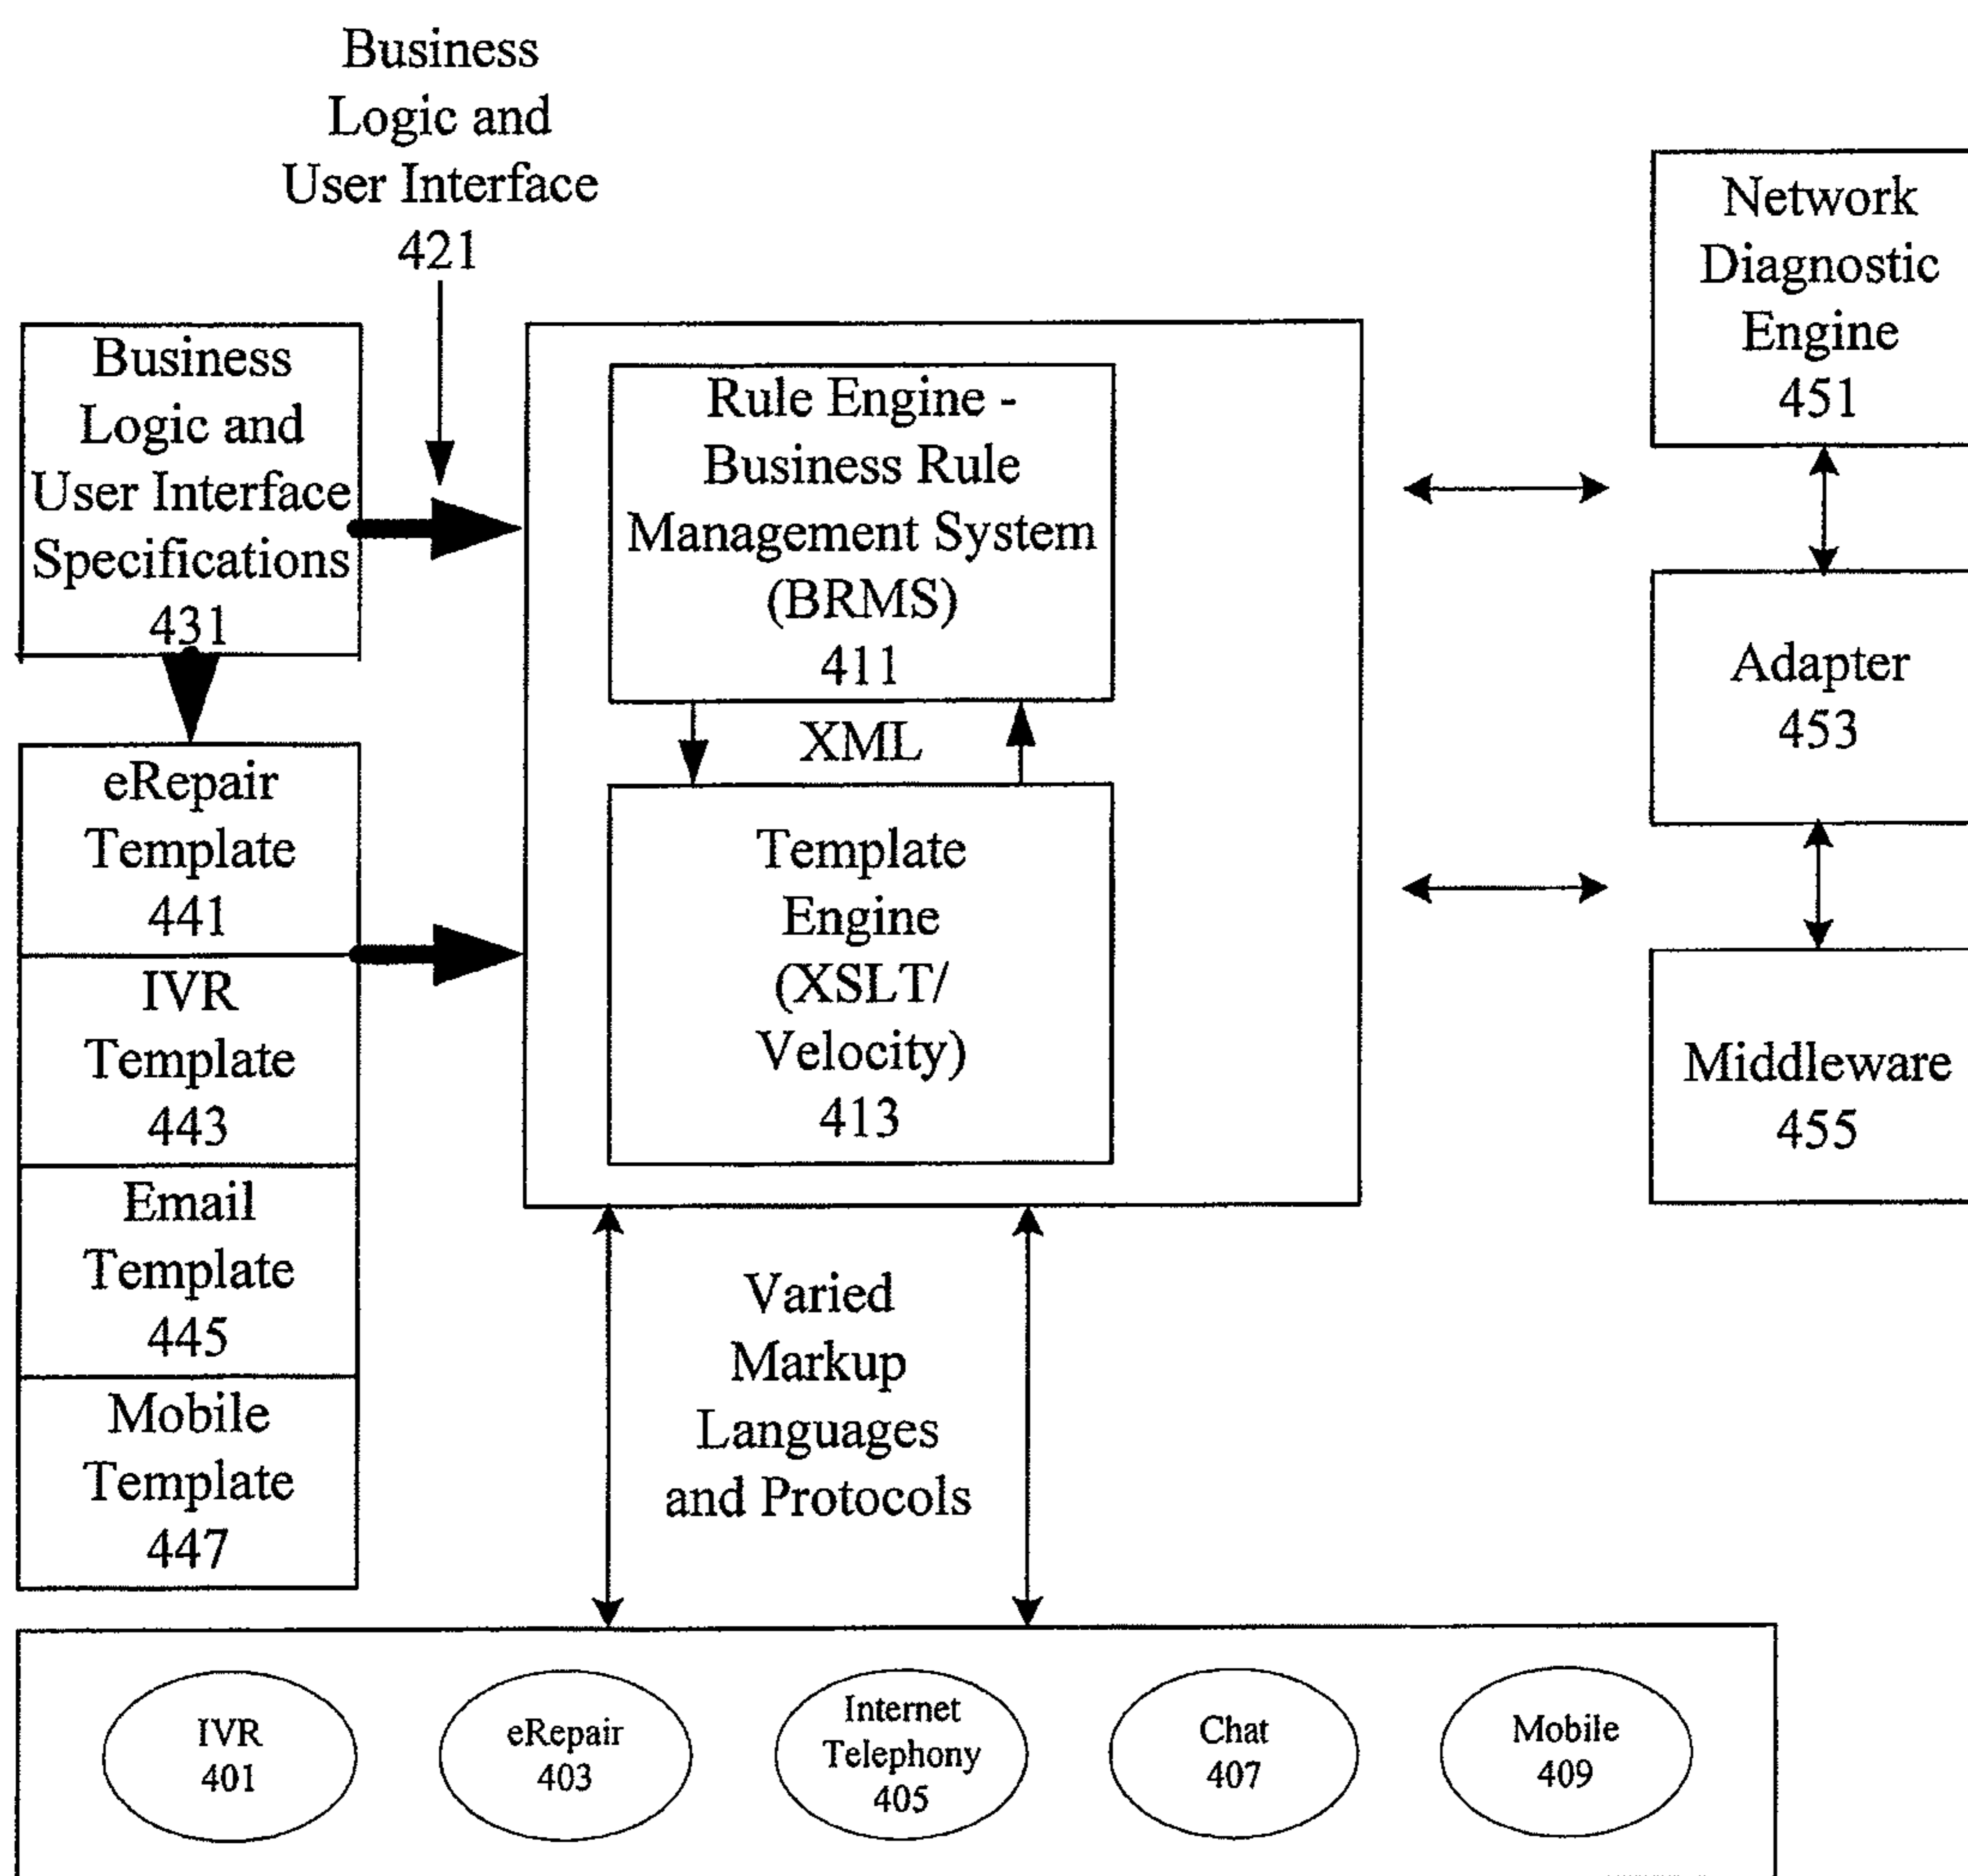 Business
Logic and
User Interface
421
Business
Logic and
User Interface
Specifications
431
eRepair
Template
441
IVR
Template
443
Email
Template
445
Mobile
Template
447
Rule Engine -
Business Rule
Management System
(BRMS)
411
XML
Template
Engine
(XSLT/
Velocity)
413
Network
Diagnostic
Engine
451
Adapter
453
Middleware
455
Varied
Markup
Languages
and Protocols
IVR
401
eRepair
403
Internet
Telephony
405
Chat
407
Mobile
409